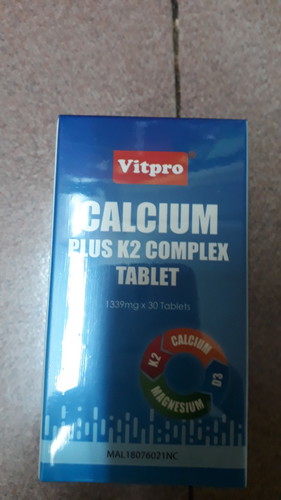 Vitpro
CALCIUM
PLUS K2 COMPLEX
TABLET
1339mg x 30 Tablets
CALCIUM
K2
D3
MAGNESIUM
MAL18076021NC